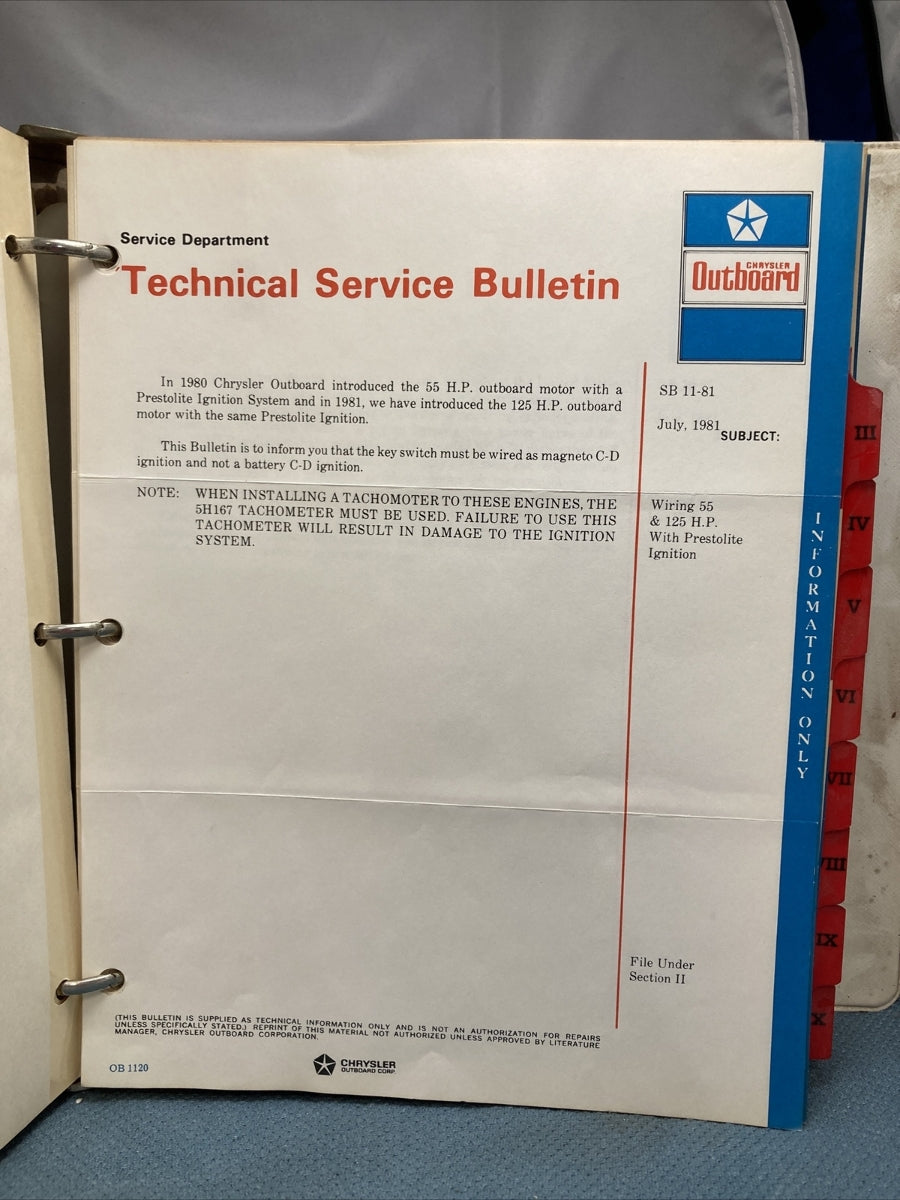 Service Department
Technical Service Bulletin
CHRYSLER
Outboard
In 1980 Chrysler Outboard introduced the 55 H.P. outboard motor with a
Prestolite Ignition System and in 1981, we have introduced the 125 H.P. outboard
motor with the same Prestolite Ignition.
This Bulletin is to inform you that the key switch must be wired as magneto C-D
ignition and not a battery C-D ignition.
NOTE: WHEN INSTALLING A TACHOMOTER TO THESE ENGINES, THE
5H167 TACHOMETER MUST BE USED. FAILURE TO USE THIS
TACHOMETER WILL RESULT IN DAMAGE TO THE IGNITION
SYSTEM.
SB 11-81
July, 1981
SUBJECT:
Wiring 55
& 125 H.P.
With Prestolite
Ignition
File Under
Section II
INFORMATION ONLY
III
IV
V
VI
VII
VIII
IX
X
(THIS BULLETIN IS SUPPLIED AS TECHNICAL INFORMATION ONLY AND IS NOT AN AUTHORIZATION FOR REPAIRS
UNLESS SPECIFICALLY STATED.) REPRINT OF THIS MATERIAL NOT AUTHORIZED UNLESS APPROVED BY LITERATURE
MANAGER, CHRYSLER OUTBOARD CORPORATION.
OB 1120
CHRYSLER
OUTBOARD CORP.